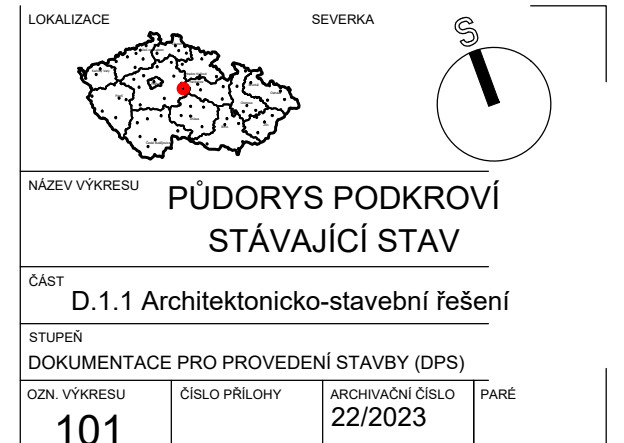 LOKALIZACE
SEVERKA
S
NÁZEV VÝKRESU
PŮDORYS PODKROVÍ
STÁVAJÍCÍ STAV
ČÁST
D.1.1 Architektonicko-stavební řešení
STUPEŇ
DOKUMENTACE PRO PROVEDENÍ STAVBY (DPS)
OZN. VÝKRESU
ČÍSLO PŘÍLOHY
ARCHIVAČNÍ ČÍSLO
PARÉ
101
22/2023